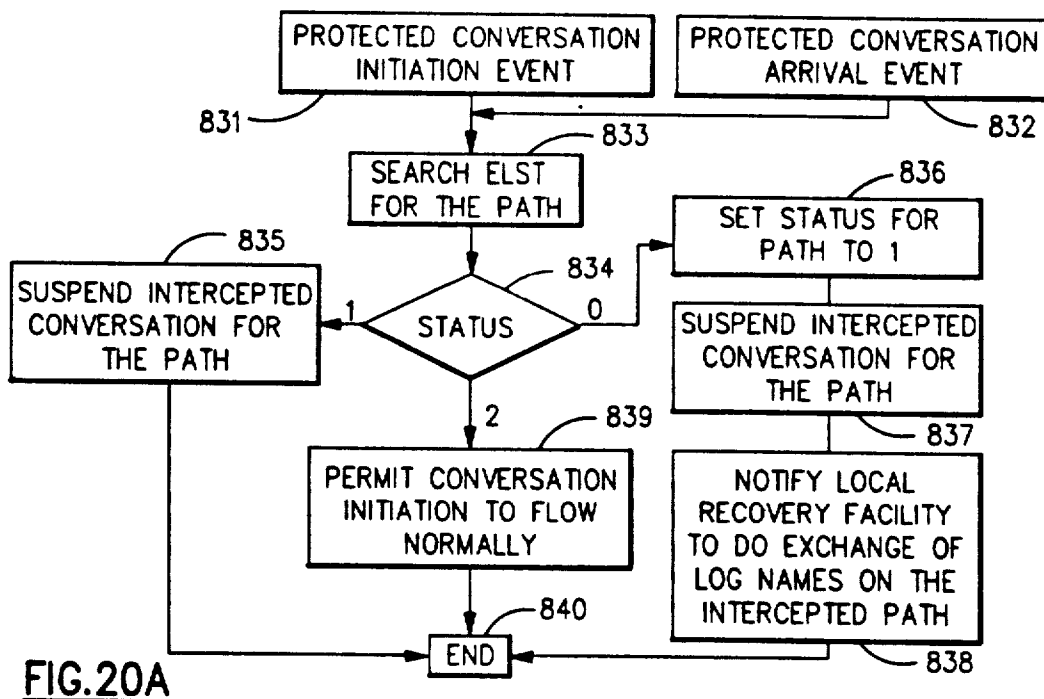 PROTECTED CONVERSATION
INITIATION EVENT
PROTECTED CONVERSATION
ARRIVAL EVENT
831
832
833
SEARCH ELST
FOR THE PATH
836
SET STATUS FOR
PATH TO 1
835
SUSPEND INTERCEPTED
CONVERSATION FOR
THE PATH
834
1
STATUS
0
2
SUSPEND INTERCEPTED
CONVERSATION FOR
THE PATH
837
839
PERMIT CONVERSATION
INITIATION TO FLOW
NORMALLY
NOTIFY LOCAL
RECOVERY FACILITY
TO DO EXCHANGE OF
LOG NAMES ON THE
INTERCEPTED PATH
838
840
END
FIG.20A